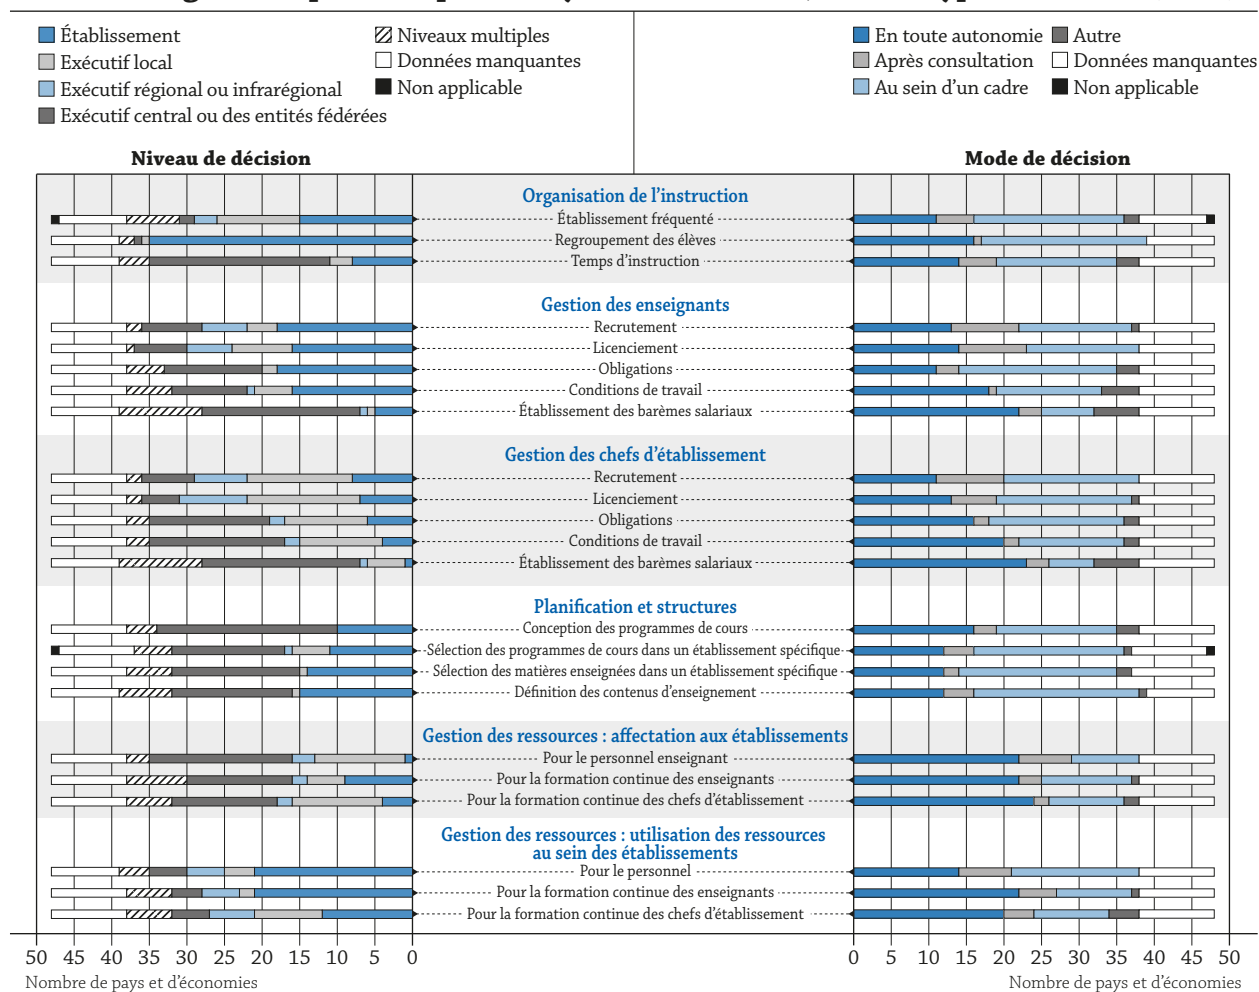 Établissement
Exécutif local
Exécutif régional ou infrarégional
Exécutif central ou des entités fédérées
Niveaux multiples
Données manquantes
Non applicable
En toute autonomie
Après consultation
Au sein d'un cadre
Autre
Données manquantes
Non applicable
Niveau de décision
Mode de décision
Organisation de l'instruction
Établissement fréquenté
Regroupement des élèves
Temps d'instruction
Gestion des enseignants
Recrutement
Licenciement
Obligations
Conditions de travail
Établissement des barèmes salariaux
Gestion des chefs d'établissement
Recrutement
Licenciement
Obligations
Conditions de travail
Établissement des barèmes salariaux
Planification et structures
Conception des programmes de cours
Sélection des programmes de cours dans un établissement spécifique
Sélection des matières enseignées dans un établissement spécifique
Définition des contenus d'enseignement
Gestion des ressources : affectation aux établissements
Pour le personnel enseignant
Pour la formation continue des enseignants
Pour la formation continue des chefs d'établissement
Gestion des ressources : utilisation des ressources
au sein des établissements
Pour le personnel
Pour la formation continue des enseignants
Pour la formation continue des chefs d'établissement
50 45 40 35 30 25 20 15 10 5 0
0 5 10 15 20 25 30 35 40 45 50
Nombre de pays et d'économies
Nombre de pays et d'économies